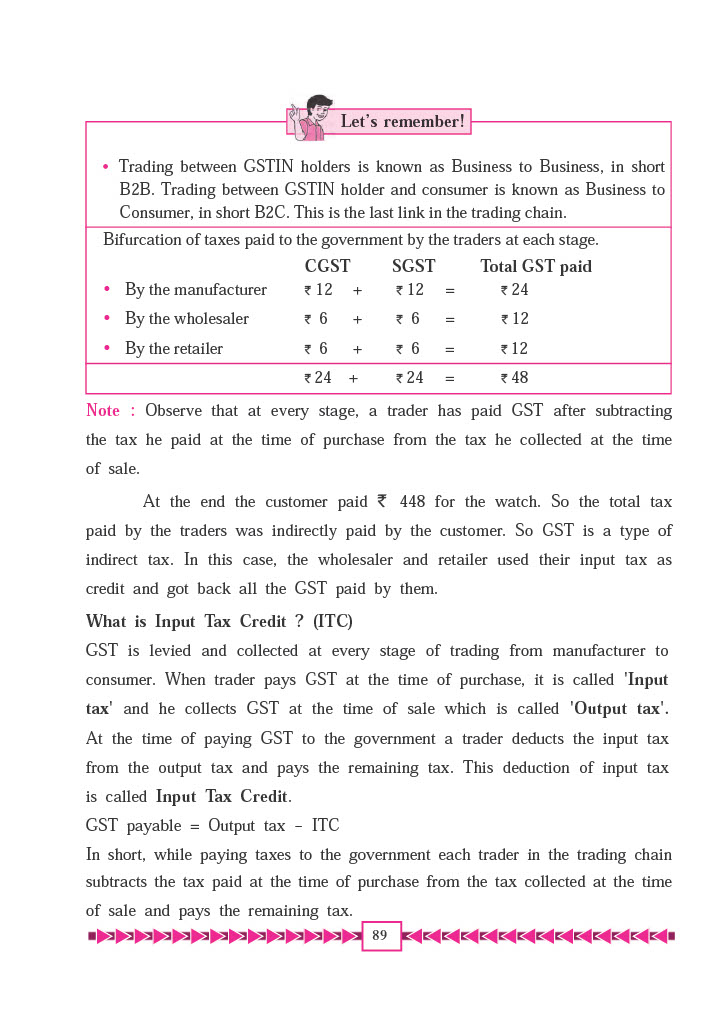 Let's remember!
• Trading between GSTIN holders is known as Business to Business, in short
B2B. Trading between GSTIN holder and consumer is known as Business to
Consumer, in short B2C. This is the last link in the trading chain.
Bifurcation of taxes paid to the government by the traders at each stage.
CGST SGST Total GST paid
• By the manufacturer ₹ 12 + ₹ 12 = ₹ 24
• By the wholesaler ₹ 6 + ₹ 6 = ₹ 12
• By the retailer ₹ 6 + ₹ 6 = ₹ 12
₹ 24 + ₹ 24 = ₹ 48
Note : Observe that at every stage, a trader has paid GST after subtracting
the tax he paid at the time of purchase from the tax he collected at the time
of sale.
At the end the customer paid ₹ 448 for the watch. So the total tax
paid by the traders was indirectly paid by the customer. So GST is a type of
indirect tax. In this case, the wholesaler and retailer used their input tax as
credit and got back all the GST paid by them.
What is Input Tax Credit ? (ITC)
GST is levied and collected at every stage of trading from manufacturer to
consumer. When trader pays GST at the time of purchase, it is called 'Input
tax' and he collects GST at the time of sale which is called 'Output tax'.
At the time of paying GST to the government a trader deducts the input tax
from the output tax and pays the remaining tax. This deduction of input tax
is called Input Tax Credit.
GST payable = Output tax – ITC
In short, while paying taxes to the government each trader in the trading chain
subtracts the tax paid at the time of purchase from the tax collected at the time
of sale and pays the remaining tax.
89